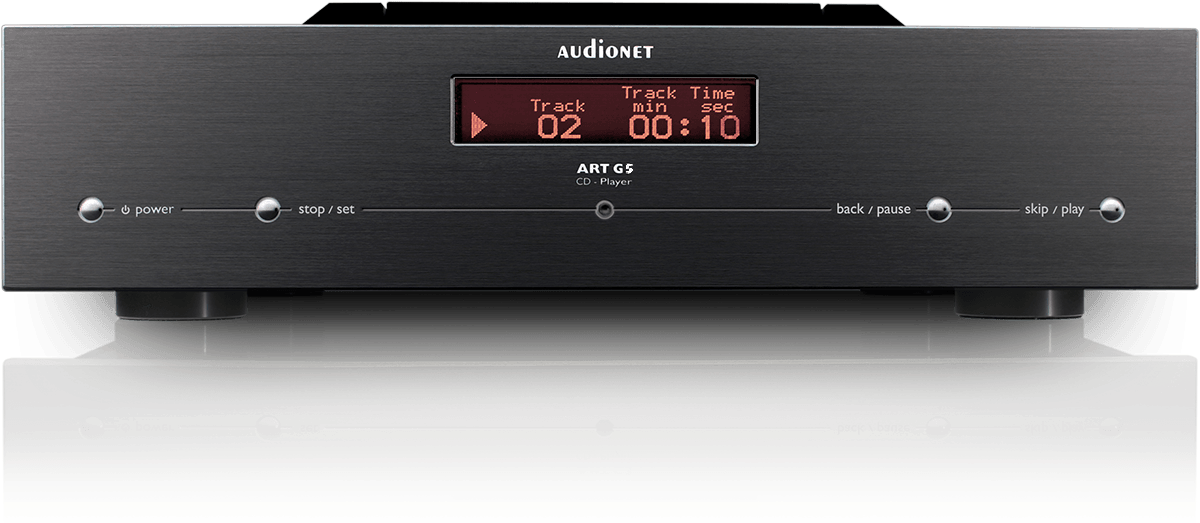 AUDIONET
Track Time
Track min sec
02 00:10
ART G5
CD - Player
power stop / set back / pause skip / play